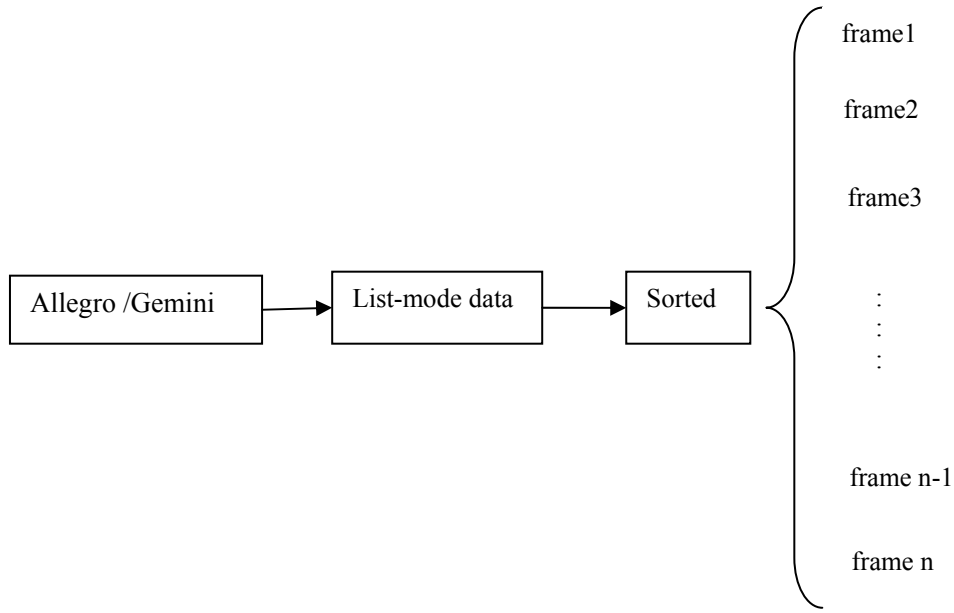 frame1
frame2
frame3
Allegro /Gemini
List-mode data
Sorted
frame n-1
frame n